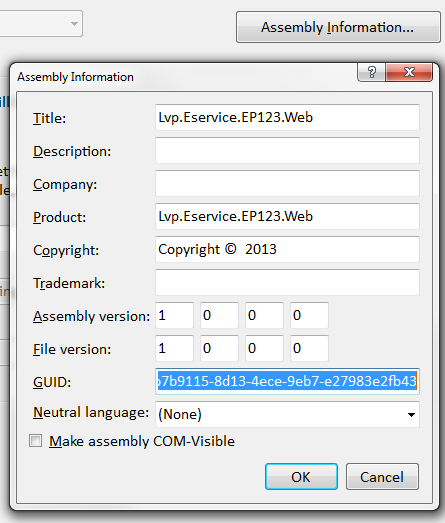 Assembly Information...
Assembly Information
Title: Lvp.Eservice.EP123.Web
Description:
Company:
Product: Lvp.Eservice.EP123.Web
Copyright: Copyright © 2013
Trademark:
Assembly version: 1 0 0 0
File version: 1 0 0 0
GUID: 7b9115-8d13-4ece-9eb7-e27983e2fb43
Neutral language: (None)
Make assembly COM-Visible
OK Cancel